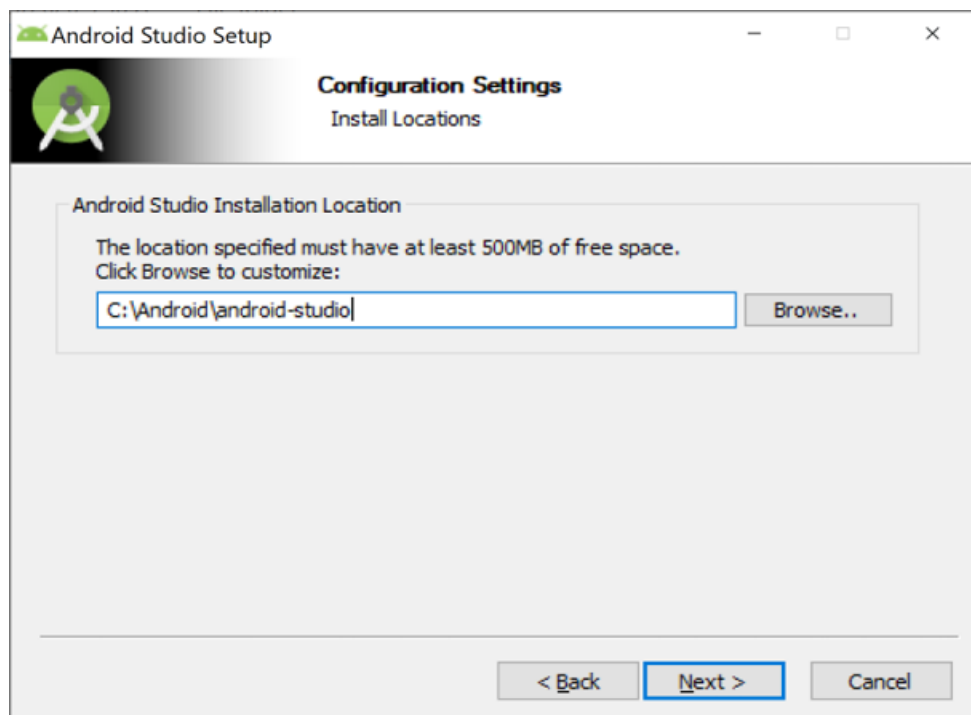 Android Studio Setup
Configuration Settings
Install Locations
Android Studio Installation Location
The location specified must have at least 500MB of free space.
Click Browse to customize:
C:\Android\android-studio
Browse..
< Back
Next >
Cancel